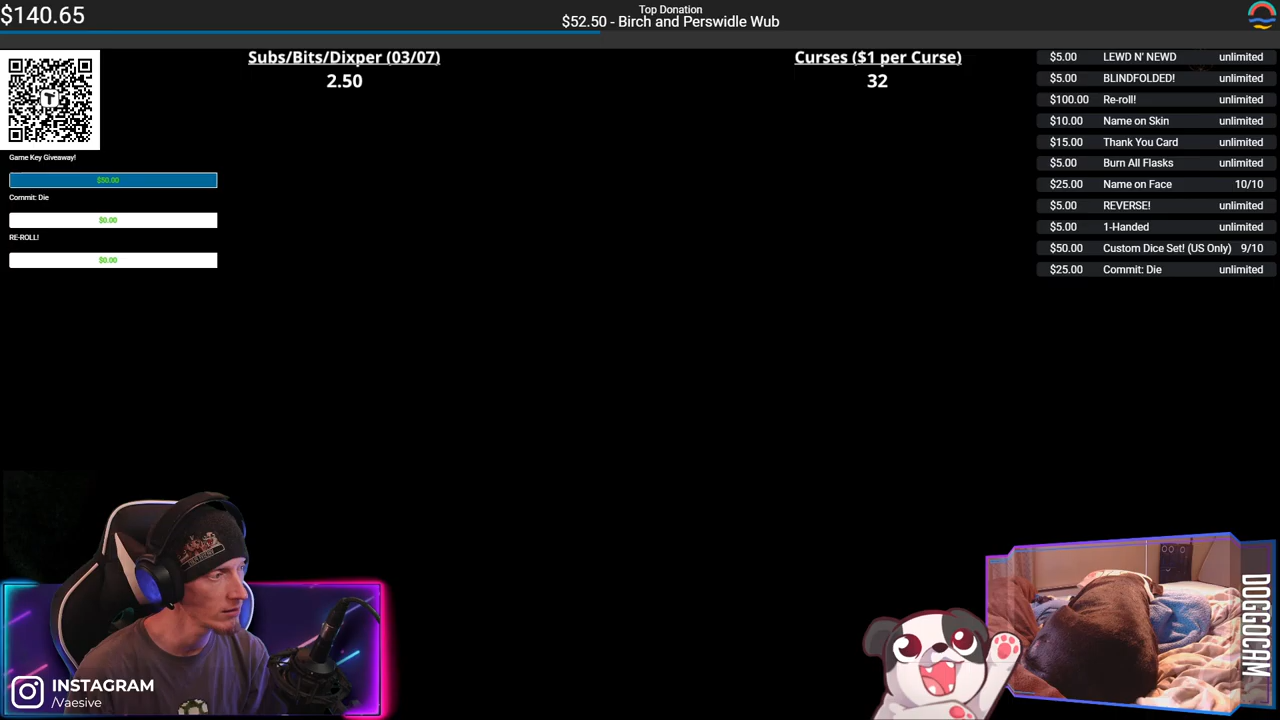 $140.65
Top Donation
$52.50 - Birch and Perswidle Wub
Subs/Bits/Dixper (03/07)
2.50
Curses ($1 per Curse)
32
Game Key Giveaway!
$50.00
Commit: Die
$0.00
RE-ROLL!
$0.00
$5.00 LEWD N' NEWD unlimited
$5.00 BLINDFOLDED! unlimited
$100.00 Re-roll! unlimited
$10.00 Name on Skin unlimited
$15.00 Thank You Card unlimited
$5.00 Burn All Flasks unlimited
$25.00 Name on Face 10/10
$5.00 REVERSE! unlimited
$5.00 1-Handed unlimited
$50.00 Custom Dice Set! (US Only) 9/10
$25.00 Commit: Die unlimited
INSTAGRAM
/Vaesive
DOGGOCAM